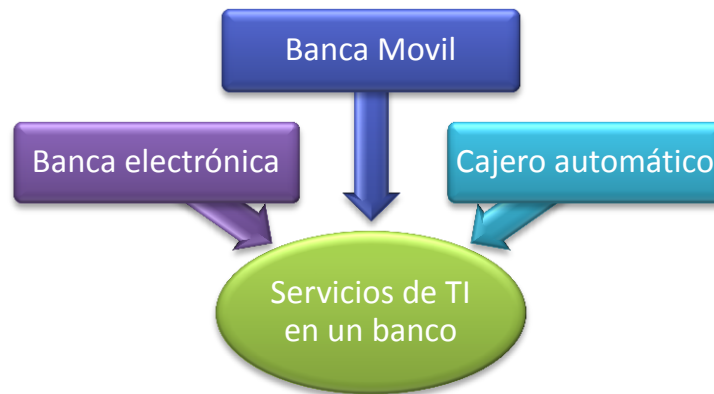 Banca Movil
Banca electrónica
Cajero automático
Servicios de TI
en un banco